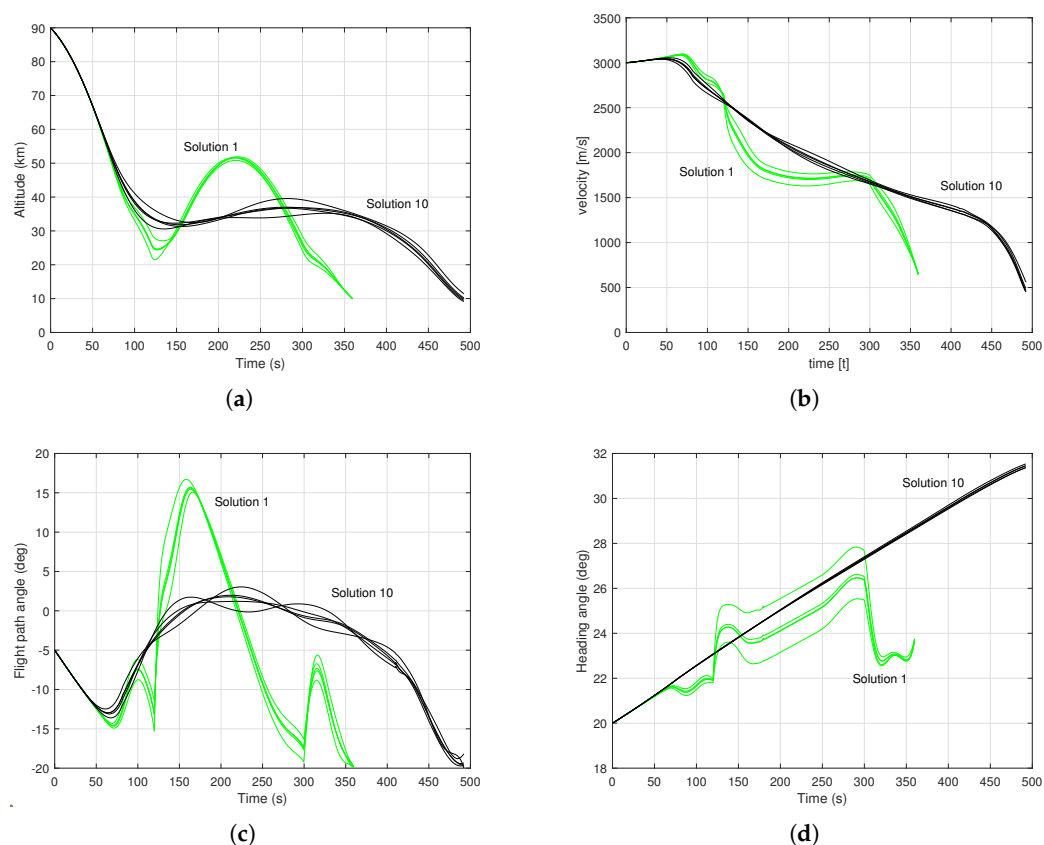 90
80
70
60
50
40
30
20
10
0
Altitude (km)
Solution 1
Solution 10
0 50 100 150 200 250 300 350 400 450 500
Time (s)
(a)
3500
3000
2500
2000
1500
1000
500
0
velocity [m/s]
Solution 1
Solution 10
0 50 100 150 200 250 300 350 400 450 500
time [t]
(b)
20
15
10
5
0
-5
-10
-15
-20
Flight path angle (deg)
Solution 1
Solution 10
0 50 100 150 200 250 300 350 400 450 500
Time (s)
(c)
32
30
28
26
24
22
20
18
Heading angle (deg)
Solution 10
Solution 1
0 50 100 150 200 250 300 350 400 450 500
Time (s)
(d)